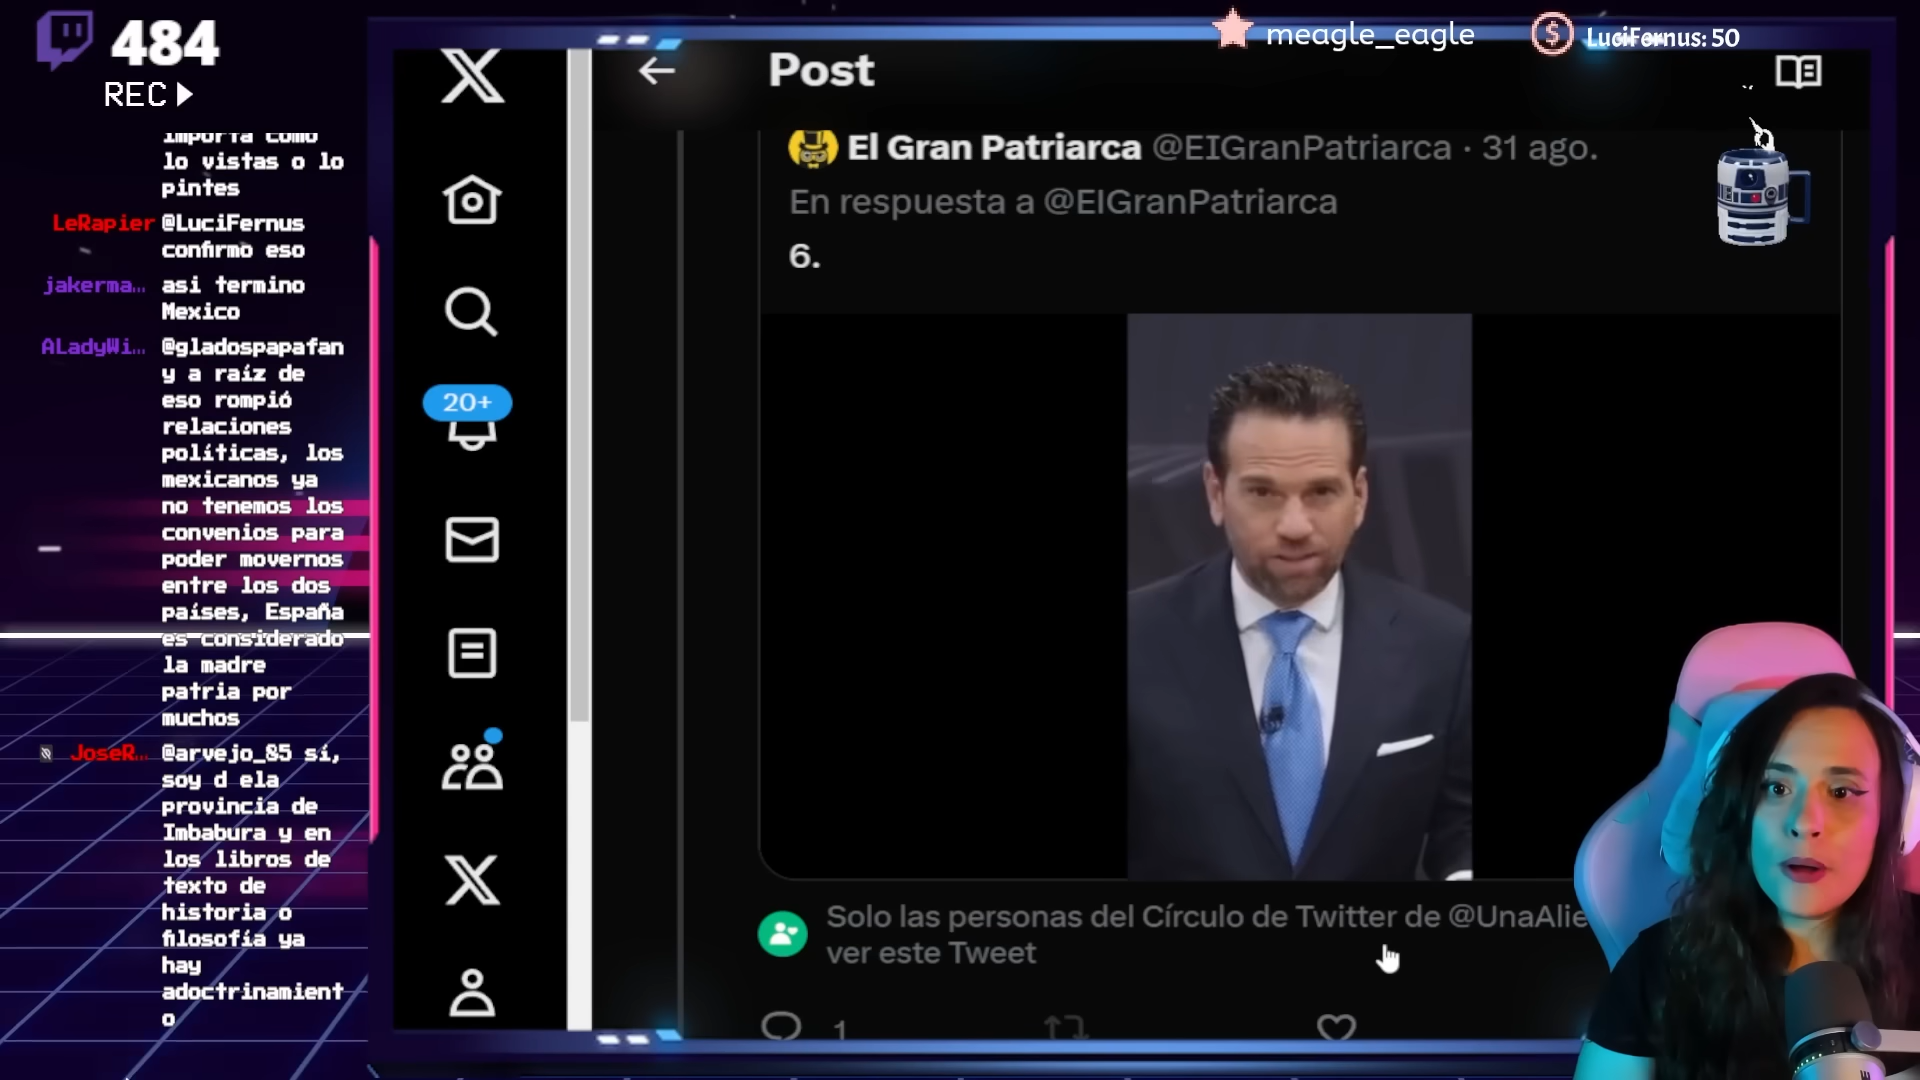 484
REC
meagle_eagle
LuciFernus: 50
importa como
lo vistas o lo
pintes
LeRapier @LuciFernus
confirmo eso
jakerma... asi termino
Mexico
ALadyWi... @gladospapafan
y a raíz de
eso rompió
relaciones
políticas, los
mexicanos ya
no tenemos los
convenios para
poder movernos
entre los dos
países, España
es considerado
la madre
patria por
muchos
JoseR... @arvejo_85 sí,
soy d ela
provincia de
Imbabura y en
los libros de
texto de
historia o
filosofía ya
hay
adoctrinamient
o
20+
Post
El Gran Patriarca @EIGranPatriarca · 31 ago.
En respuesta a @EIGranPatriarca
6.
Solo las personas del Círculo de Twitter de @UnaAlie
ver este Tweet
1